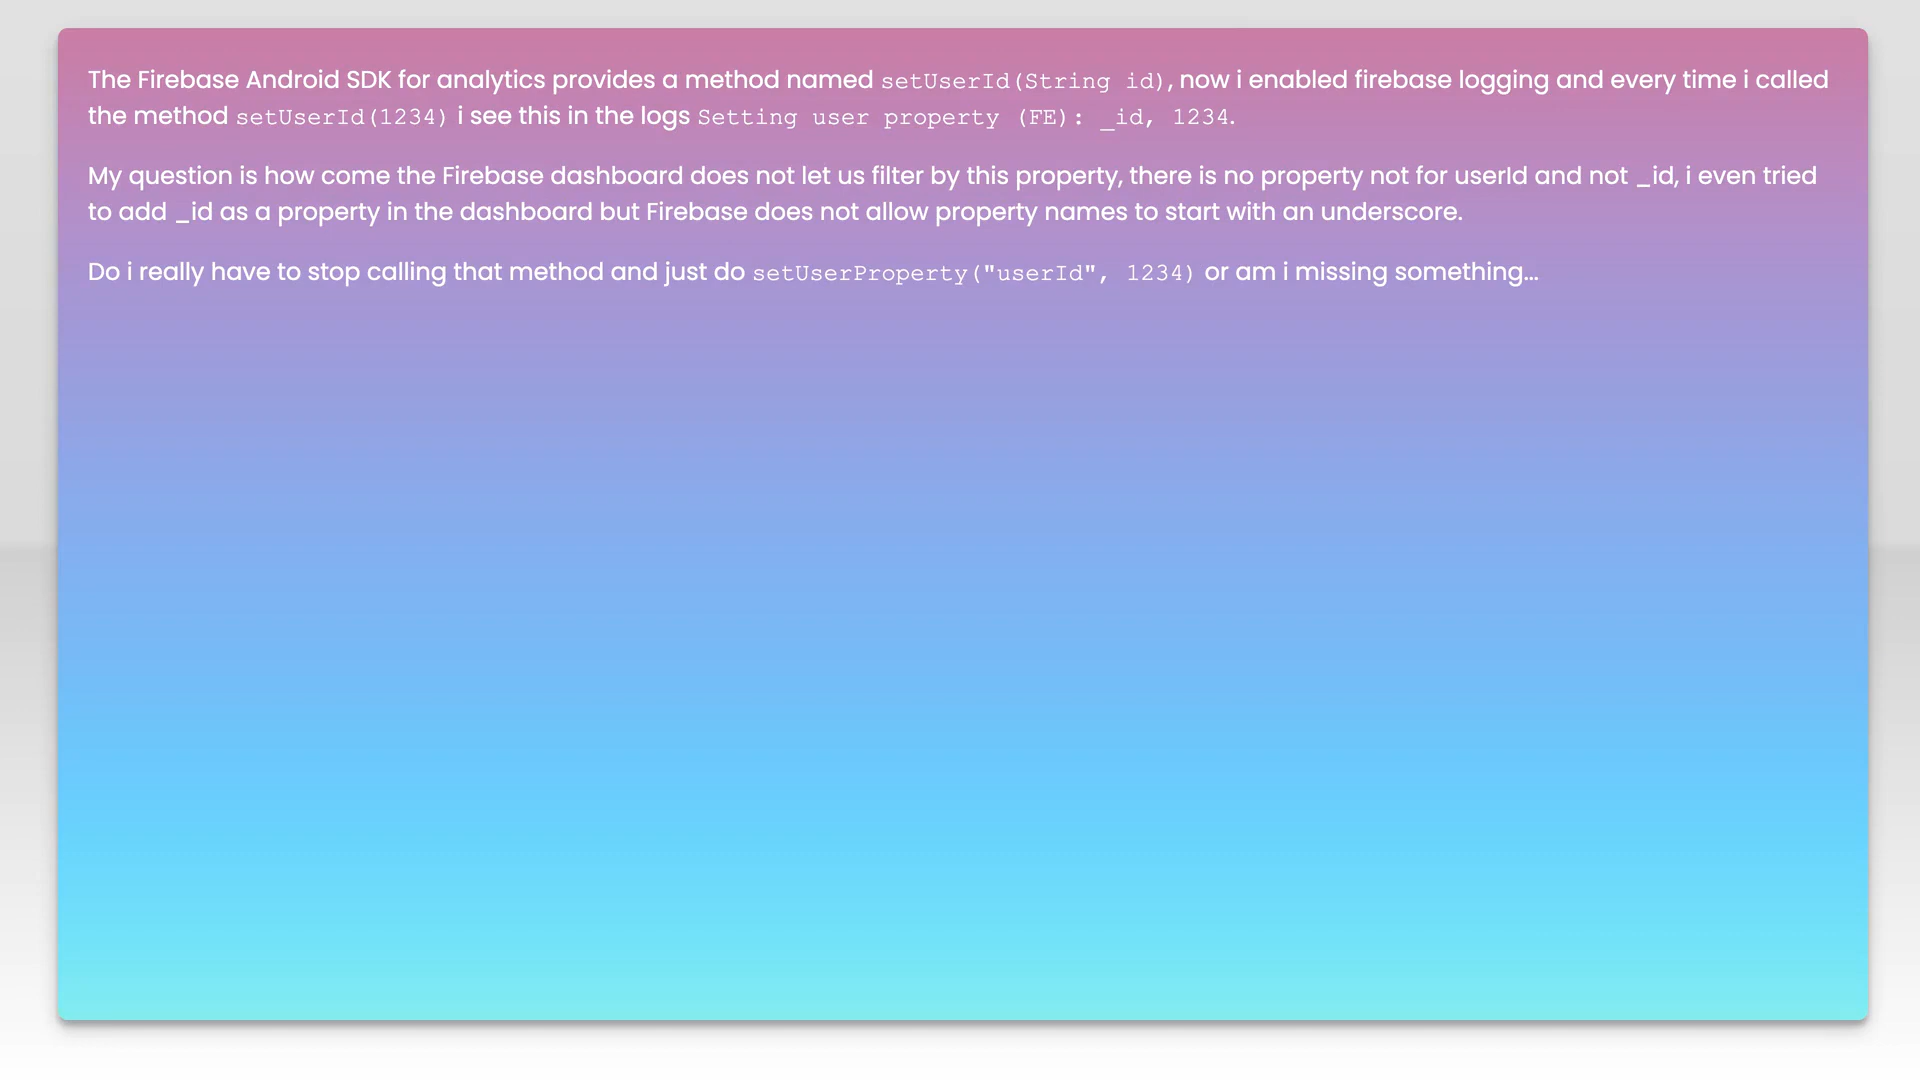 The Firebase Android SDK for analytics provides a method named setUserId(String id), now i enabled firebase logging and every time i called
the method setUserId(1234) i see this in the logs Setting user property (FE): _id, 1234.
My question is how come the Firebase dashboard does not let us filter by this property, there is no property not for userId and not _id, i even tried
to add _id as a property in the dashboard but Firebase does not allow property names to start with an underscore.
Do i really have to stop calling that method and just do setUserProperty("userId", 1234) or am i missing something...